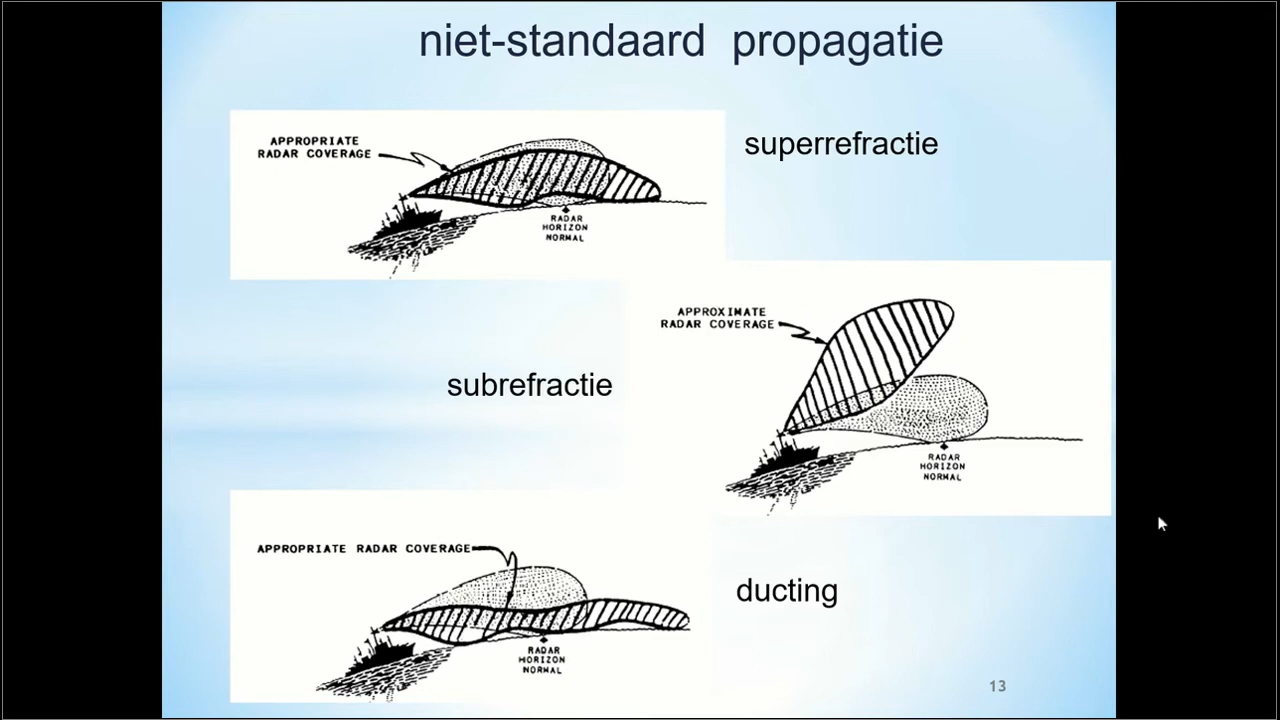 niet-standaard propagatie
APPROPRIATE
RADAR COVERAGE
superrefractie
RADAR
HORIZON
NORMAL
APPROXIMATE
RADAR COVERAGE
subrefractie
RADAR
HORIZON
NORMAL
APPROPRIATE RADAR COVERAGE
ducting
RADAR
HORIZON
NORMAL
13